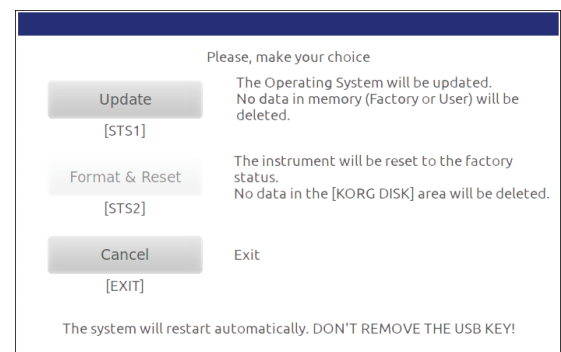 Please, make your choice
Update
[STS1]
The Operating System will be updated.
No data in memory (Factory or User) will be
deleted.
Format & Reset
[STS2]
The instrument will be reset to the factory
status.
No data in the [KORG DISK] area will be deleted.
Cancel
[EXIT]
Exit
The system will restart automatically. DON'T REMOVE THE USB KEY!